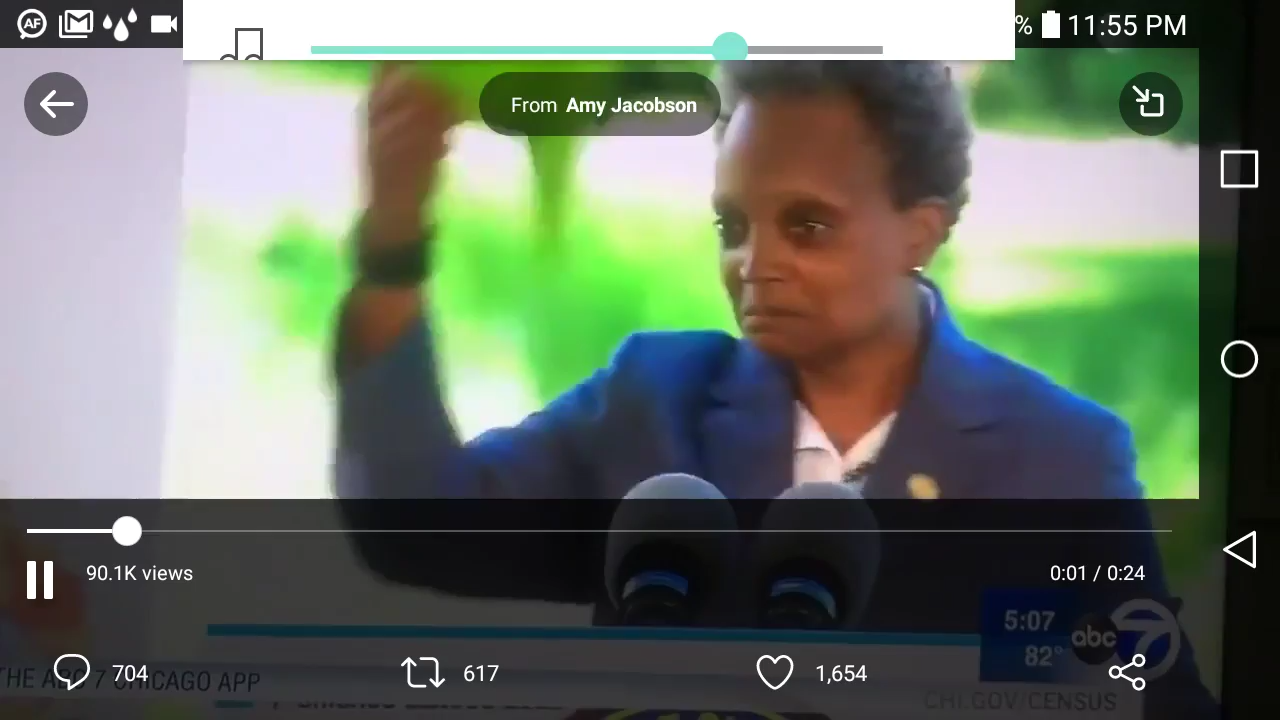 AF
% 11:55 PM
From Amy Jacobson
90.1K views
0:01 / 0:24
5:07
82°
abc 7
704
617
1,654
THE ABC 7 CHICAGO APP
CHI.GOV/CENSUS